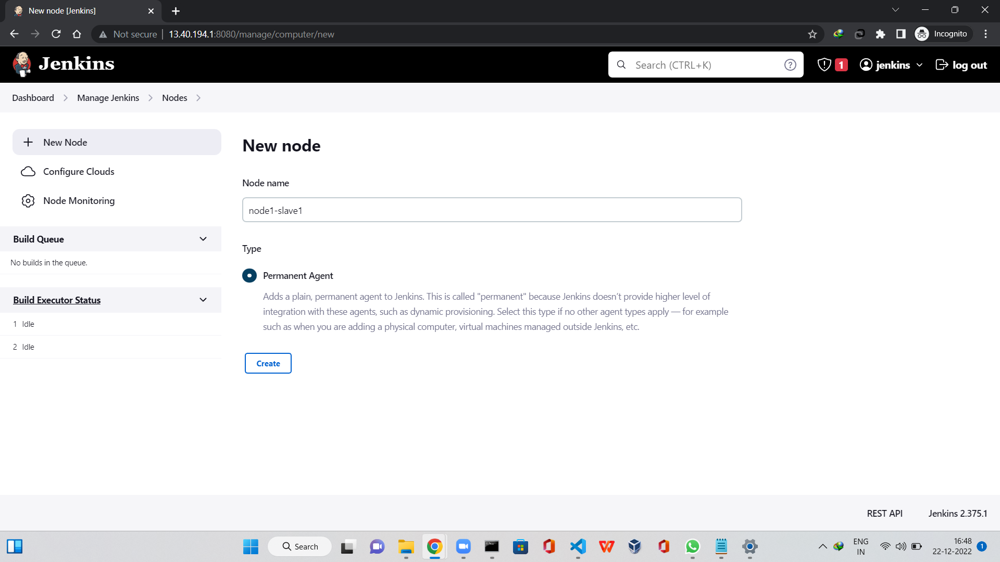 New node [Jenkins]
Not secure
13.40.194.1:8080/manage/computer/new
Incognito
Jenkins
Search (CTRL+K)
1
jenkins
log out
Dashboard
Manage Jenkins
Nodes
New Node
Configure Clouds
Node Monitoring
Build Queue
No builds in the queue.
Build Executor Status
1 Idle
2 Idle
New node
Node name
node1-slave1
Type
Permanent Agent
Adds a plain, permanent agent to Jenkins. This is called "permanent" because Jenkins doesn't provide higher level of
integration with these agents, such as dynamic provisioning. Select this type if no other agent types apply — for example
such as when you are adding a physical computer, virtual machines managed outside Jenkins, etc.
Create
REST API
Jenkins 2.375.1
Search
ENG
IN
16:48
22-12-2022
1